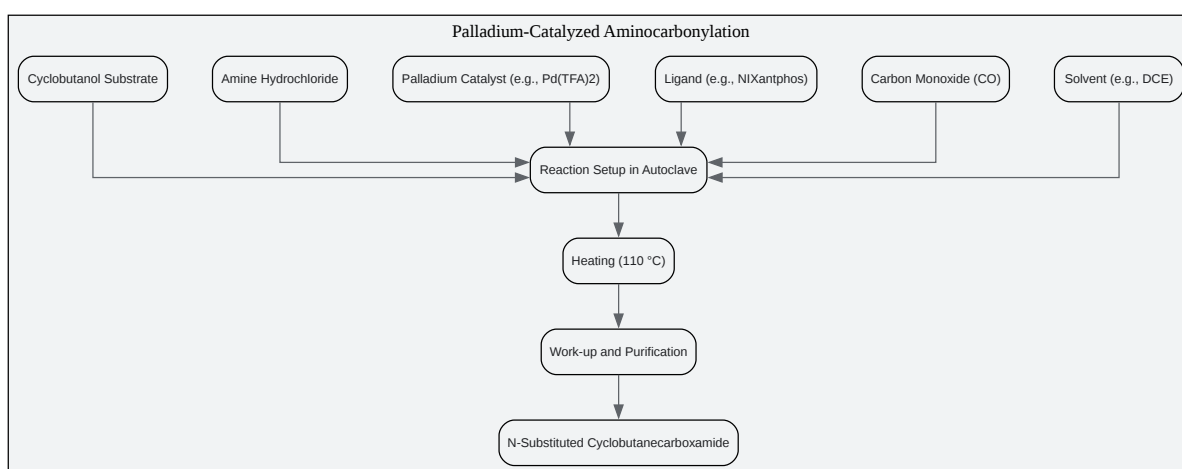 Palladium-Catalyzed Aminocarbonylation
Cyclobutanol Substrate
Amine Hydrochloride
Palladium Catalyst (e.g., Pd(TFA)2)
Ligand (e.g., NIXantphos)
Carbon Monoxide (CO)
Solvent (e.g., DCE)
Reaction Setup in Autoclave
Heating (110 °C)
Work-up and Purification
N-Substituted Cyclobutanecarboxamide